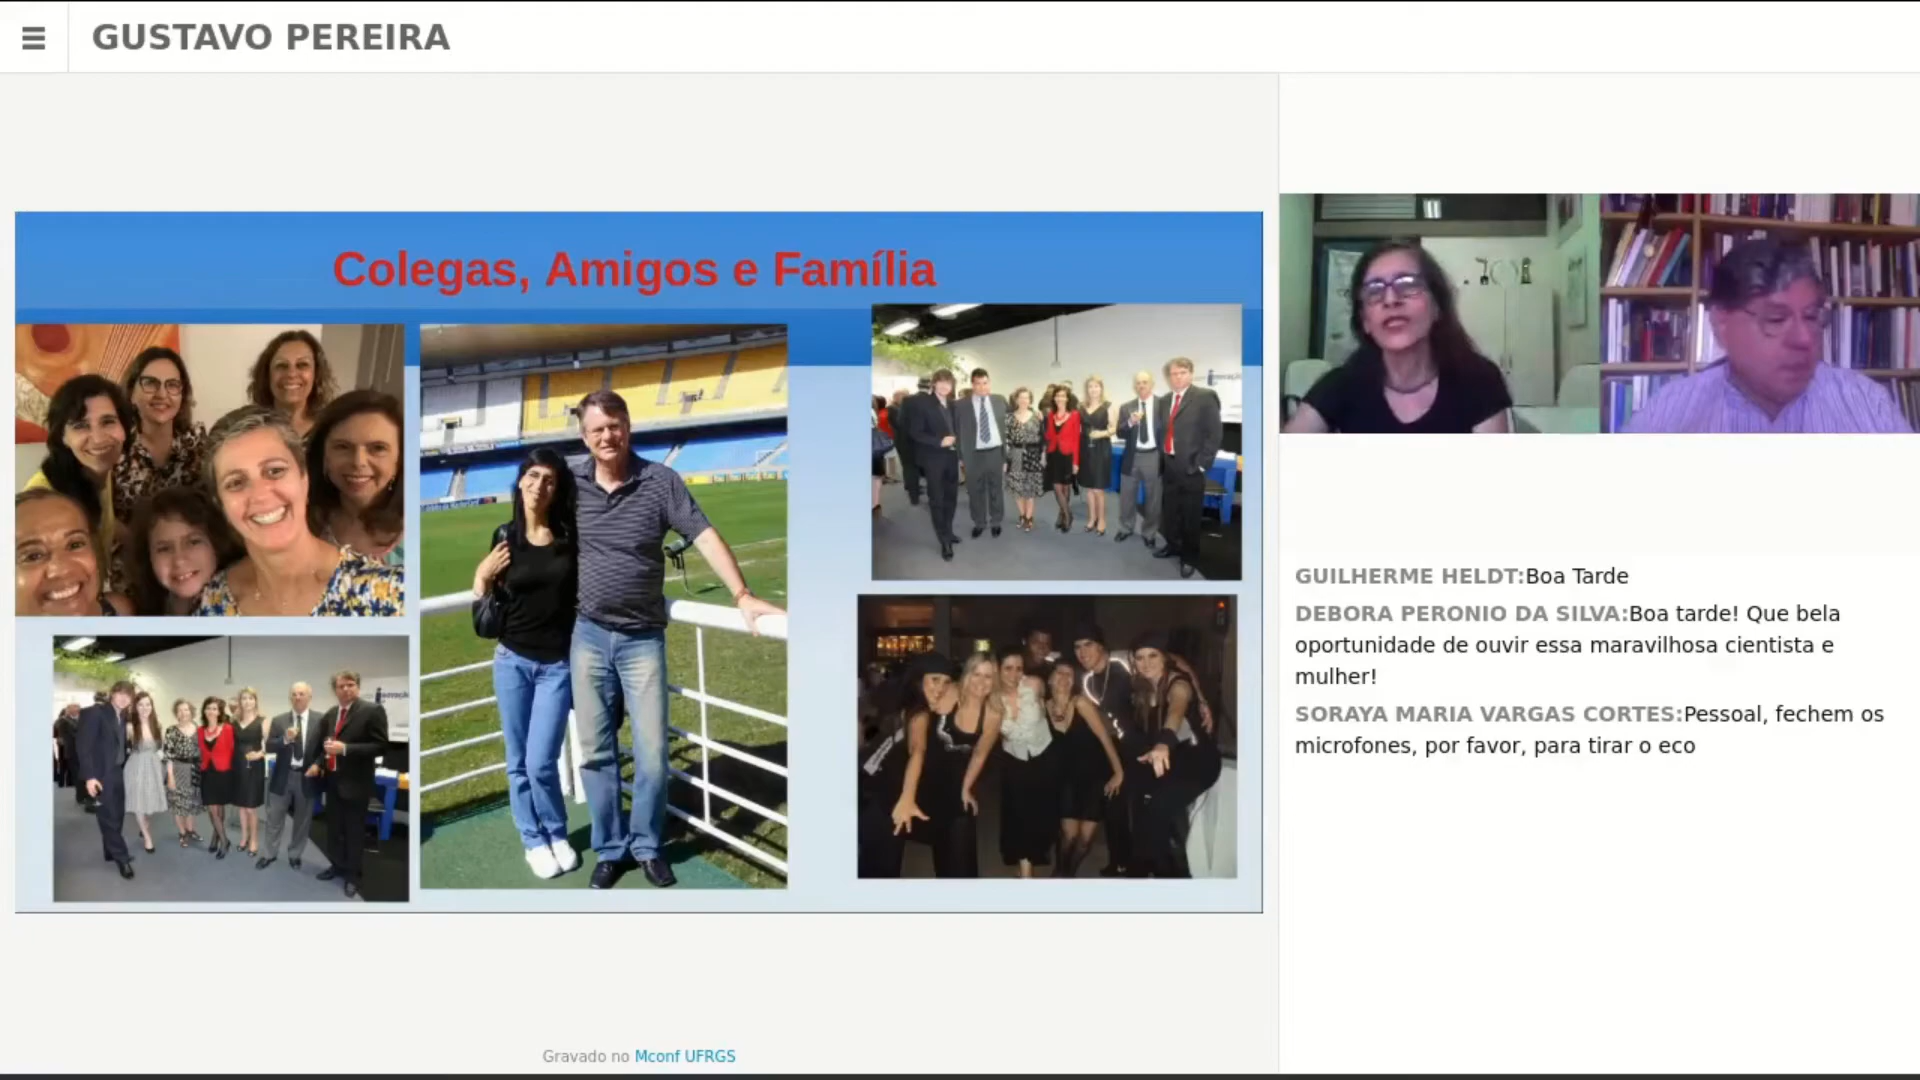 GUSTAVO PEREIRA
Colegas, Amigos e Família
GUILHERME HELDT:Boa Tarde
DEBORA PERONIO DA SILVA:Boa tarde! Que bela
oportunidade de ouvir essa maravilhosa cientista e
mulher!
SORAYA MARIA VARGAS CORTES:Pessoal, fechem os
microfones, por favor, para tirar o eco
Gravado no Mconf UFRGS